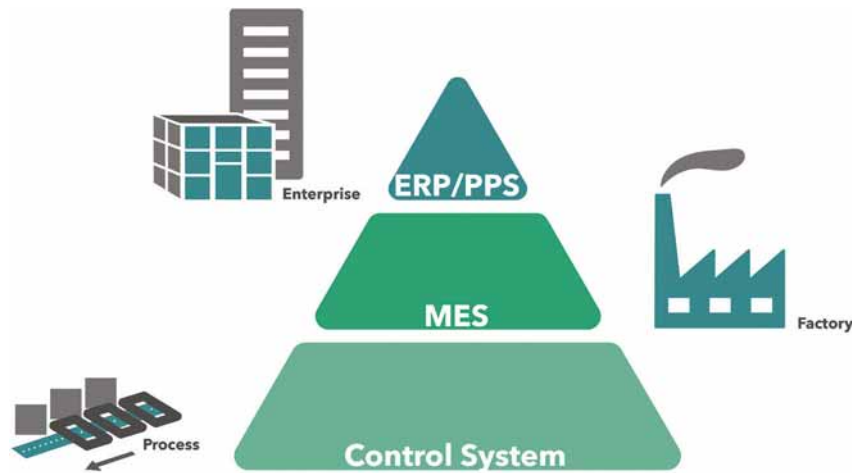 ERP/PPS
Enterprise
MES
Factory
Control System
Process